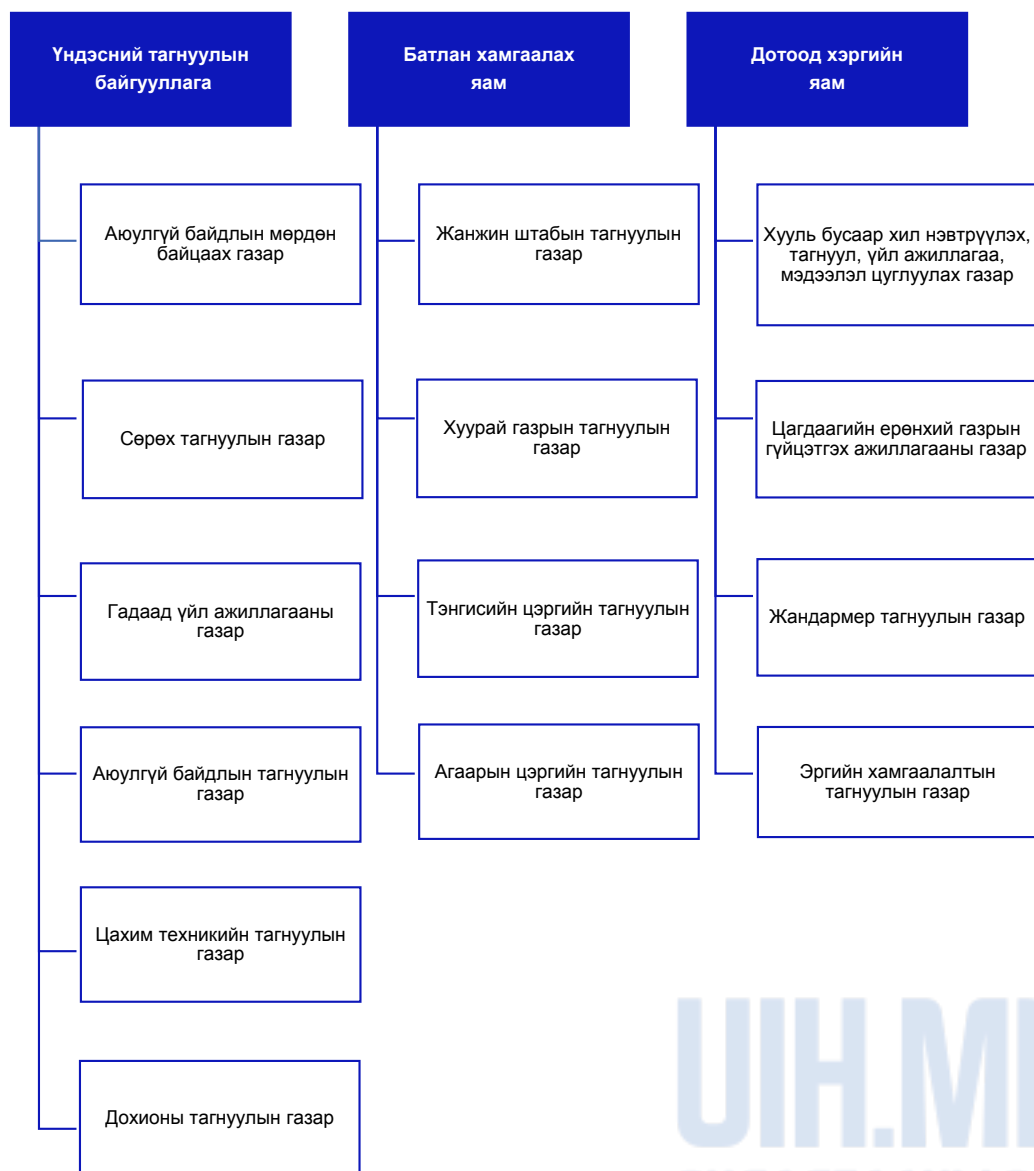 Үндэсний тагнуулын
байгууллага
Аюулгүй байдлын мөрдөн
байцаах газар
Сөрөх тагнуулын газар
Гадаад үйл ажиллагааны
газар
Аюулгүй байдлын тагнуулын
газар
Цахим техникийн тагнуулын
газар
Дохионы тагнуулын газар
Батлан хамгаалах
яам
Жанжин штабын тагнуулын
газар
Хуурай газрын тагнуулын
газар
Тэнгисийн цэргийн тагнуулын
газар
Агаарын цэргийн тагнуулын
газар
Дотоод хэргийн
яам
Хууль бусаар хил нэвтрүүлэх,
тагнуул, үйл ажиллагаа,
мэдээлэл цуглуулах газар
Цагдаагийн ерөнхий газрын
гүйцэтгэх ажиллагааны газар
Жандармер тагнуулын газар
Эргийн хамгаалалтын
тагнуулын газар